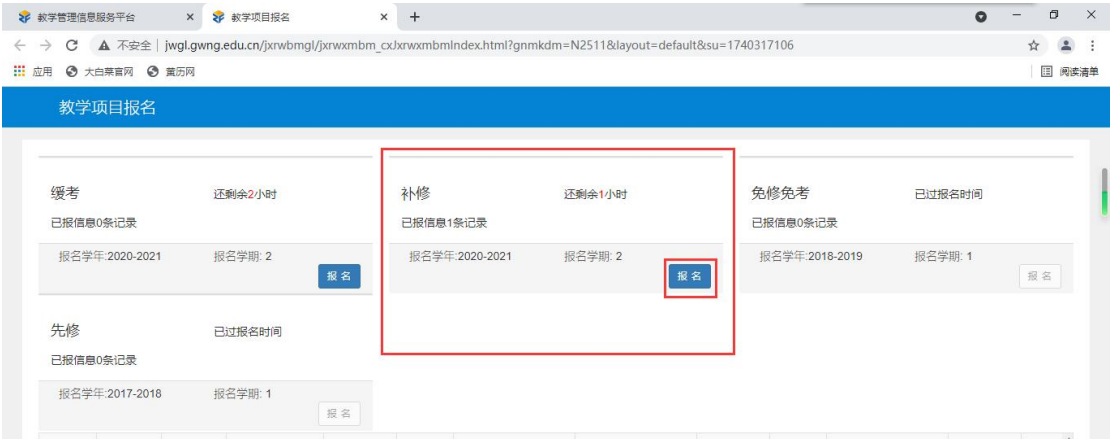 教学管理信息服务平台
教学项目报名
不安全 | jwgl.gwng.edu.cn/jxrwbmgl/jxrwxmbm_cxJxrwxmbmIndex.html?gnmkdm=N2511&layout=default&su=1740317106
应用 大白菜官网 黄历网 阅读清单
教学项目报名
缓考 还剩余2小时
已报信息0条记录
报名学年:2020-2021 报名学期: 2
报 名
补修 还剩余1小时
已报信息1条记录
报名学年:2020-2021 报名学期: 2
报 名
免修免考 已过报名时间
已报信息0条记录
报名学年:2018-2019 报名学期: 1
报 名
先修 已过报名时间
已报信息0条记录
报名学年:2017-2018 报名学期: 1
报 名